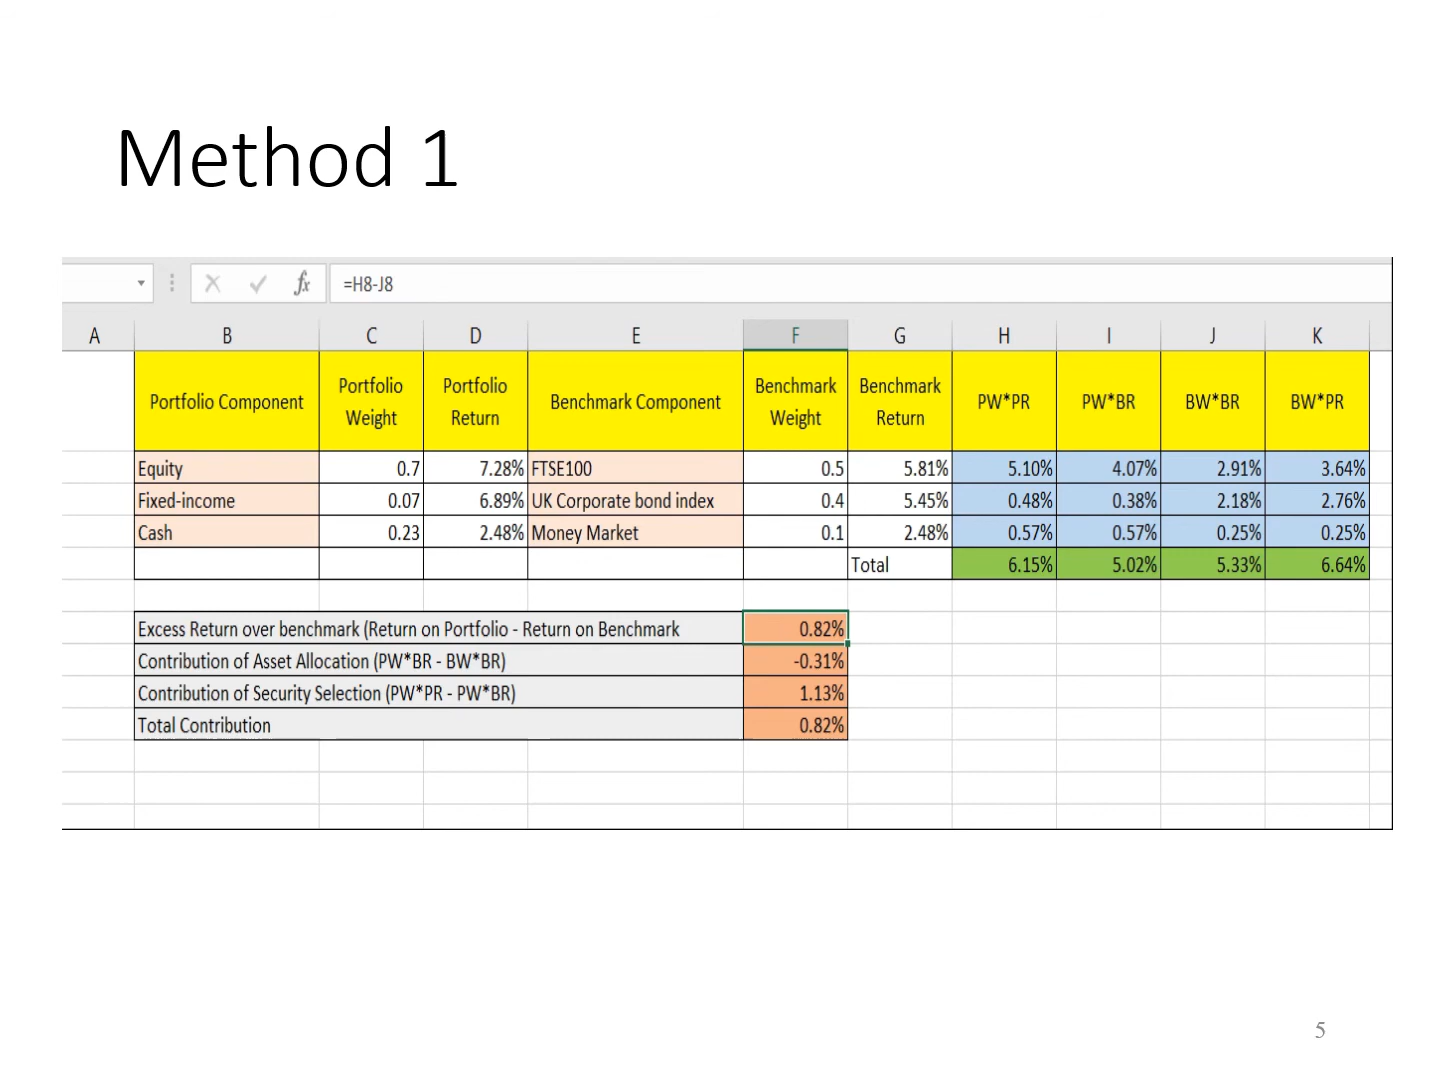 Method 1
fx =H8-J8
A B C D E F G H I J K
Portfolio Component Portfolio Weight Portfolio Return Benchmark Component Benchmark Weight Benchmark Return PW*PR PW*BR BW*BR BW*PR
Equity 0.7 7.28% FTSE100 0.5 5.81% 5.10% 4.07% 2.91% 3.64%
Fixed-income 0.07 6.89% UK Corporate bond index 0.4 5.45% 0.48% 0.38% 2.18% 2.76%
Cash 0.23 2.48% Money Market 0.1 2.48% 0.57% 0.57% 0.25% 0.25%
Total 6.15% 5.02% 5.33% 6.64%
Excess Return over benchmark (Return on Portfolio - Return on Benchmark 0.82%
Contribution of Asset Allocation (PW*BR - BW*BR) -0.31%
Contribution of Security Selection (PW*PR - PW*BR) 1.13%
Total Contribution 0.82%
5